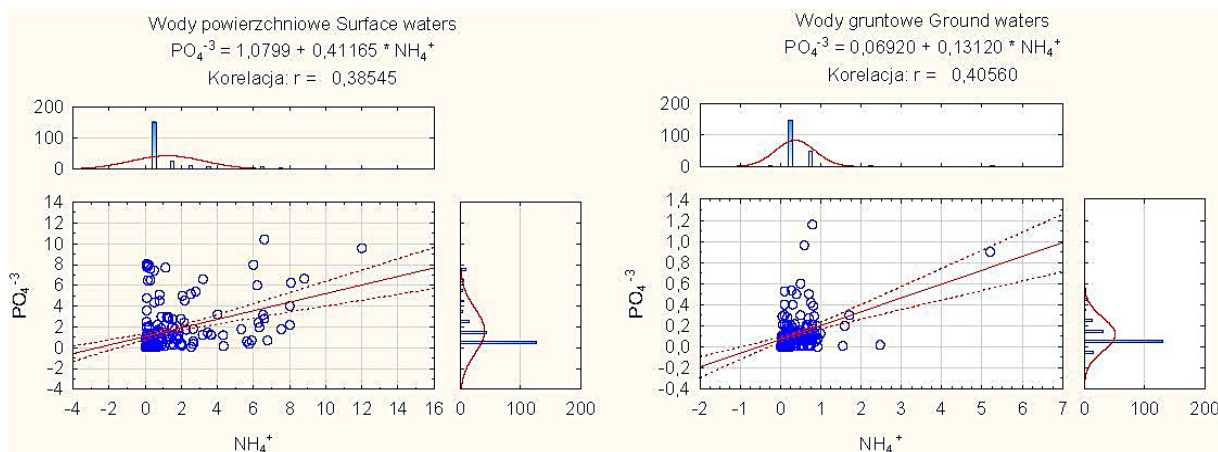 Wody powierzchniowe Surface waters
PO₄⁻³ = 1,0799 + 0,41165 * NH₄⁺
Korelacja: r = 0,38545
200
100
0
14
12
10
8
6
4
2
0
-2
-4
PO₄⁻³
-4 -2 0 2 4 6 8 10 12 14 16
0 100 200
NH₄⁺
Wody gruntowe Ground waters
PO₄⁻³ = 0,06920 + 0,13120 * NH₄⁺
Korelacja: r = 0,40560
200
100
0
1,4
1,2
1,0
0,8
0,6
0,4
0,2
0,0
-0,2
-0,4
PO₄⁻³
-2 -1 0 1 2 3 4 5 6 7
0 100 200
NH₄⁺